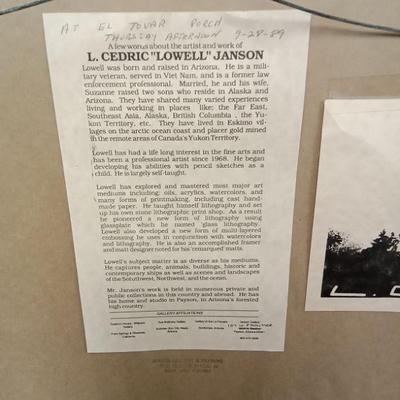 AT EL TOVAR PORCH
THURSDAY AFTERNOON 9-28-89
A few words about the artist and work of
L. CEDRIC "LOWELL" JANSON
Lowell was born and raised in Arizona. He is a mili-
tary veteran, served in Viet Nam, and is a former law
enforcement professional. Married, he and his wife,
Suzanne raised two sons who reside in Alaska and
Arizona. They have shared many varied experiences
living and working in places like; the Far East,
Southeast Asia, Alaska, British Columbia, the Yu-
kon Territory, etc. They have lived in Eskimo vil-
lages on the arctic ocean coast and placer gold mined
in the remote areas of Canada's Yukon Territory.
Lowell has had a life long interest in the fine arts and
has been a professional artist since 1968. He began
developing his abilities with pencil sketches as a
child. He is largely self-taught.
Lowell has explored and mastered most major art
mediums including: oils, acrylics, watercolors, and
many forms of printmaking, including cast hand-
made paper. He taught himself lithography and set
up his own stone lithographic print shop. As a result
he pioneered a new form of lithography using
glassplate which he named 'glass lithography.
Lowell also developed a new form of multi-layered
embossing he uses in conjunction with watercolors
and lithography. He is also an accomplished framer
and matt designer noted for his 'remarqued' matts.
Lowell's subject matter is as diverse as his mediums.
He captures people, animals, buildings, historic and
contemporary ships as well as scenes and landscapes
of the Soutwest, Northwest, and the ocean.
Mr. Janson's work is held in numerous private and
public collections in this country and abroad. He has
his home and studio in Payson, in Arizona's forested
high country.
GALLERY AFFILIATIONS
L. C